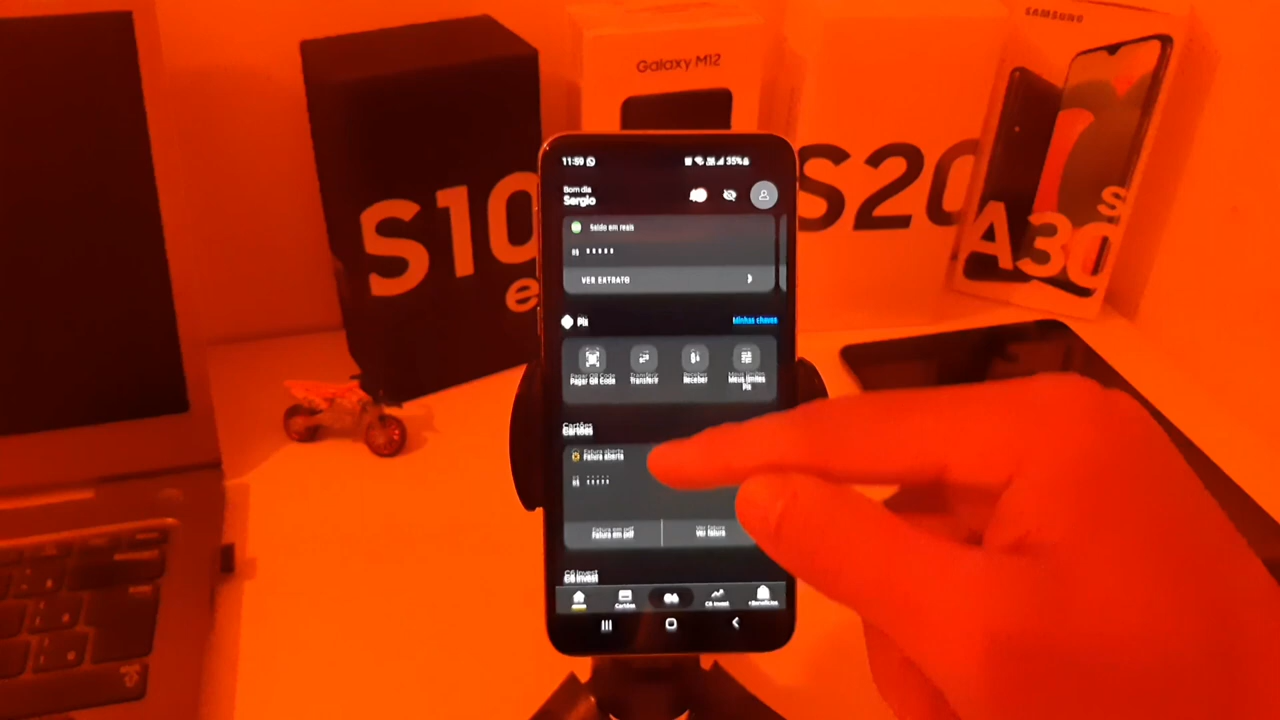 SAMSUNG
Galaxy M12
S10
e
S20
A30
s
11:59
35%
Bom dia
Sergio
Saldo em reais
R$
VER EXTRATO
Pix
Minhas chaves
Pagar QR Code
Transferir
Receber
Meus limites
Pix
Cartões
Fatura aberta
R$
Fatura em pdf
Ver fatura
C6 Invest
Cartões
C6 Invest